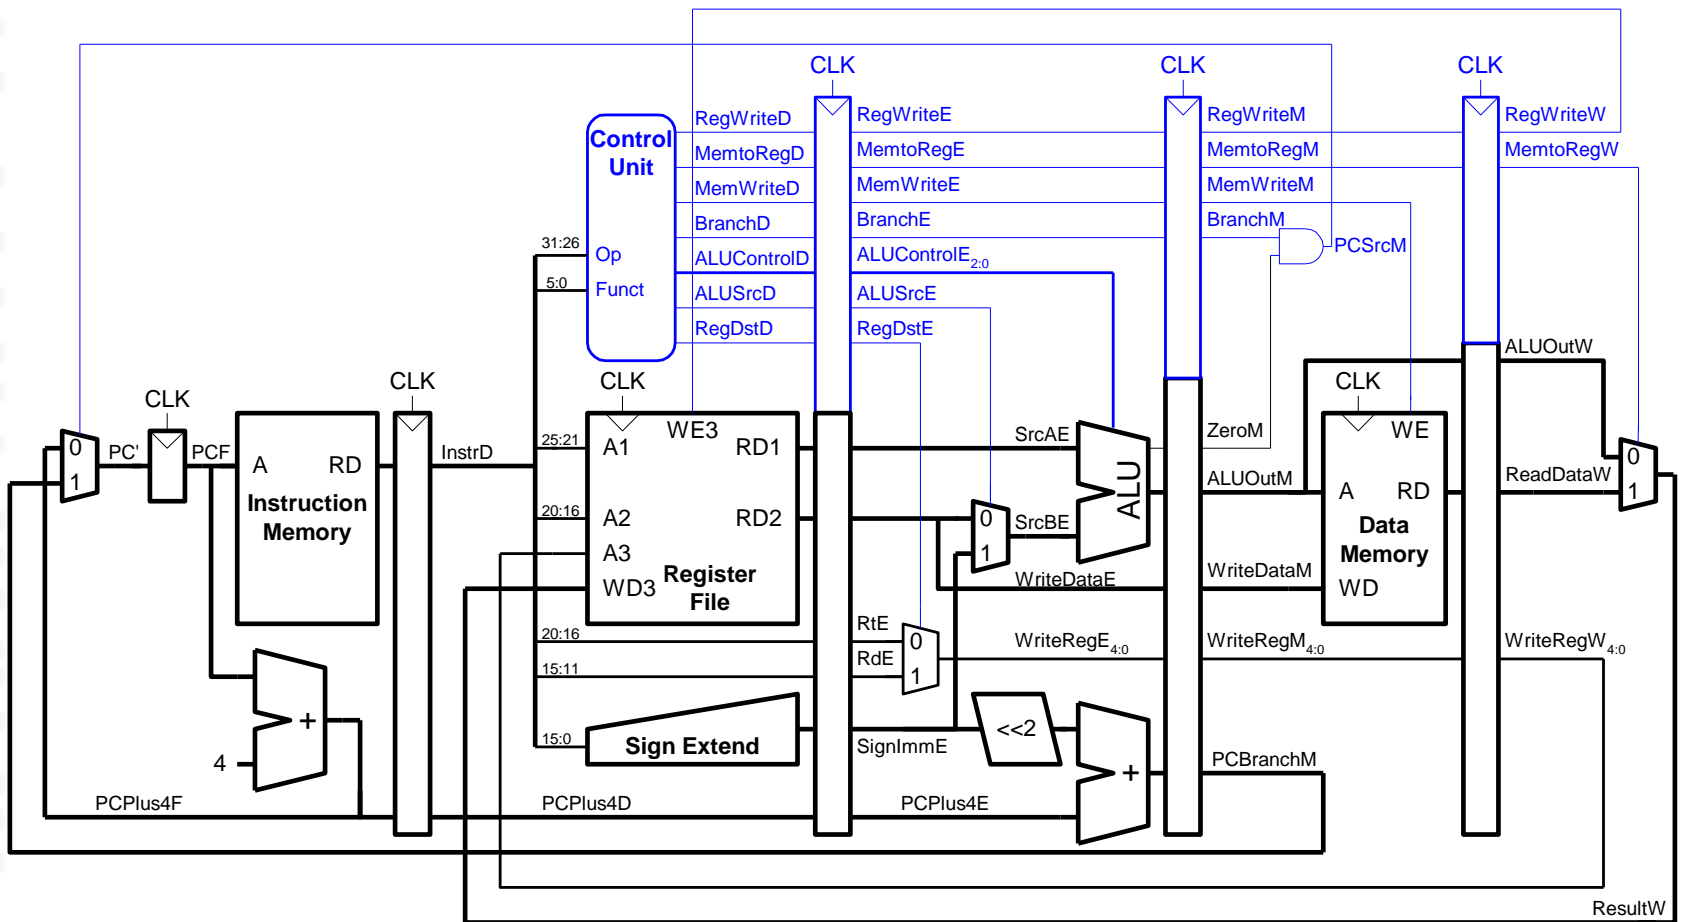 CLK
CLK
CLK
Control
Unit
RegWriteD
RegWriteE
RegWriteM
RegWriteW
MemtoRegD
MemtoRegE
MemtoRegM
MemtoRegW
MemWriteD
MemWriteE
MemWriteM
BranchD
BranchE
BranchM
PCSrcM
31:26
Op
ALUControlD
ALUControlE2:0
5:0
Funct
ALUSrcD
ALUSrcE
RegDstD
RegDstE
ALUOutW
CLK
CLK
CLK
CLK
0
1
PC'
PCF
A
RD
Instruction
Memory
InstrD
25:21
A1
WE3
RD1
SrcAE
ZeroM
WE
ALU
ALUOutM
A
RD
ReadDataW
0
1
20:16
A2
RD2
0
1
SrcBE
Data
Memory
A3
WD3
Register
File
WriteDataE
WriteDataM
WD
20:16
RtE
0
WriteRegE4:0
WriteRegM4:0
WriteRegW4:0
15:11
RdE
1
+
4
15:0
Sign Extend
SignImmE
<<2
+
PCBranchM
PCPlus4F
PCPlus4D
PCPlus4E
ResultW